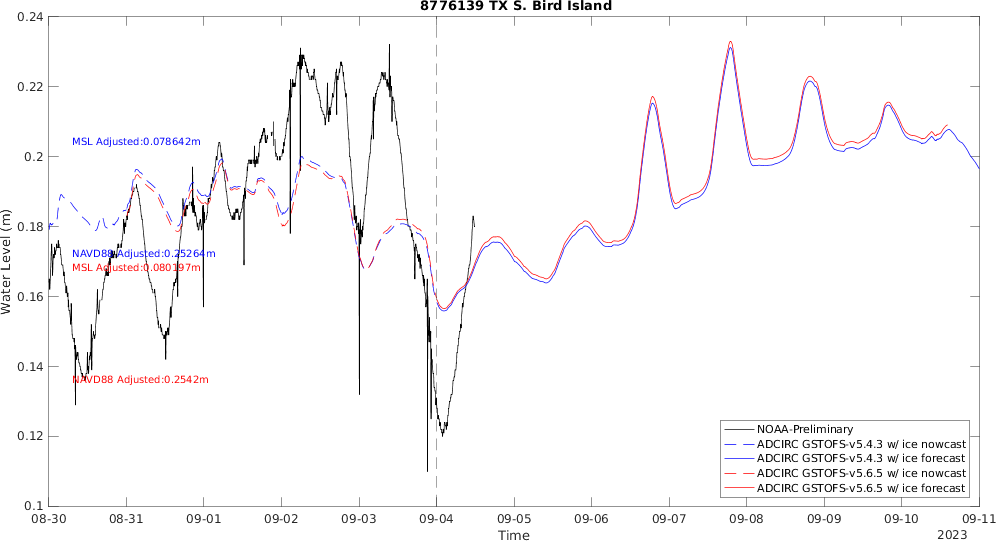 8776139 TX S. Bird Island
0.24
0.22
0.2
0.18
0.16
0.14
0.12
0.1
Water Level (m)
MSL Adjusted:0.078642m
NAVD88 Adjusted:0.25264m
MSL Adjusted:0.080197m
NAVD88 Adjusted:0.2542m
NOAA-Preliminary
ADCIRC GSTOFS-v5.4.3 w/ ice nowcast
ADCIRC GSTOFS-v5.4.3 w/ ice forecast
ADCIRC GSTOFS-v5.6.5 w/ ice nowcast
ADCIRC GSTOFS-v5.6.5 w/ ice forecast
08-30 08-31 09-01 09-02 09-03 09-04 09-05 09-06 09-07 09-08 09-09 09-10 09-11
Time
2023